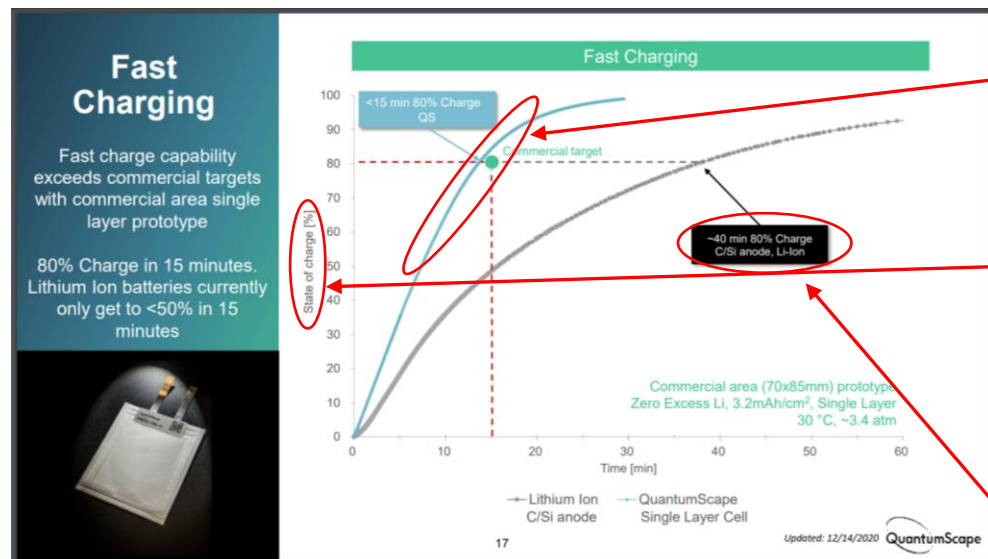 Fast
Charging
Fast charge capability
exceeds commercial targets
with commercial area single
layer prototype
80% Charge in 15 minutes.
Lithium Ion batteries currently
only get to <50% in 15
minutes
Fast Charging
<15 min 80% Charge
QS
Commercial target
~40 min 80% Charge
C/Si anode, Li-Ion
State of charge [%]
100
90
80
70
60
50
40
30
20
10
0
Commercial area (70x85mm) prototype
Zero Excess Li, 3.2mAh/cm², Single Layer
30 °C, ~3.4 atm
0
10
20
30
40
50
60
Time [min]
Lithium Ion
C/Si anode
QuantumScape
Single Layer Cell
17
Updated: 12/14/2020
QuantumScape